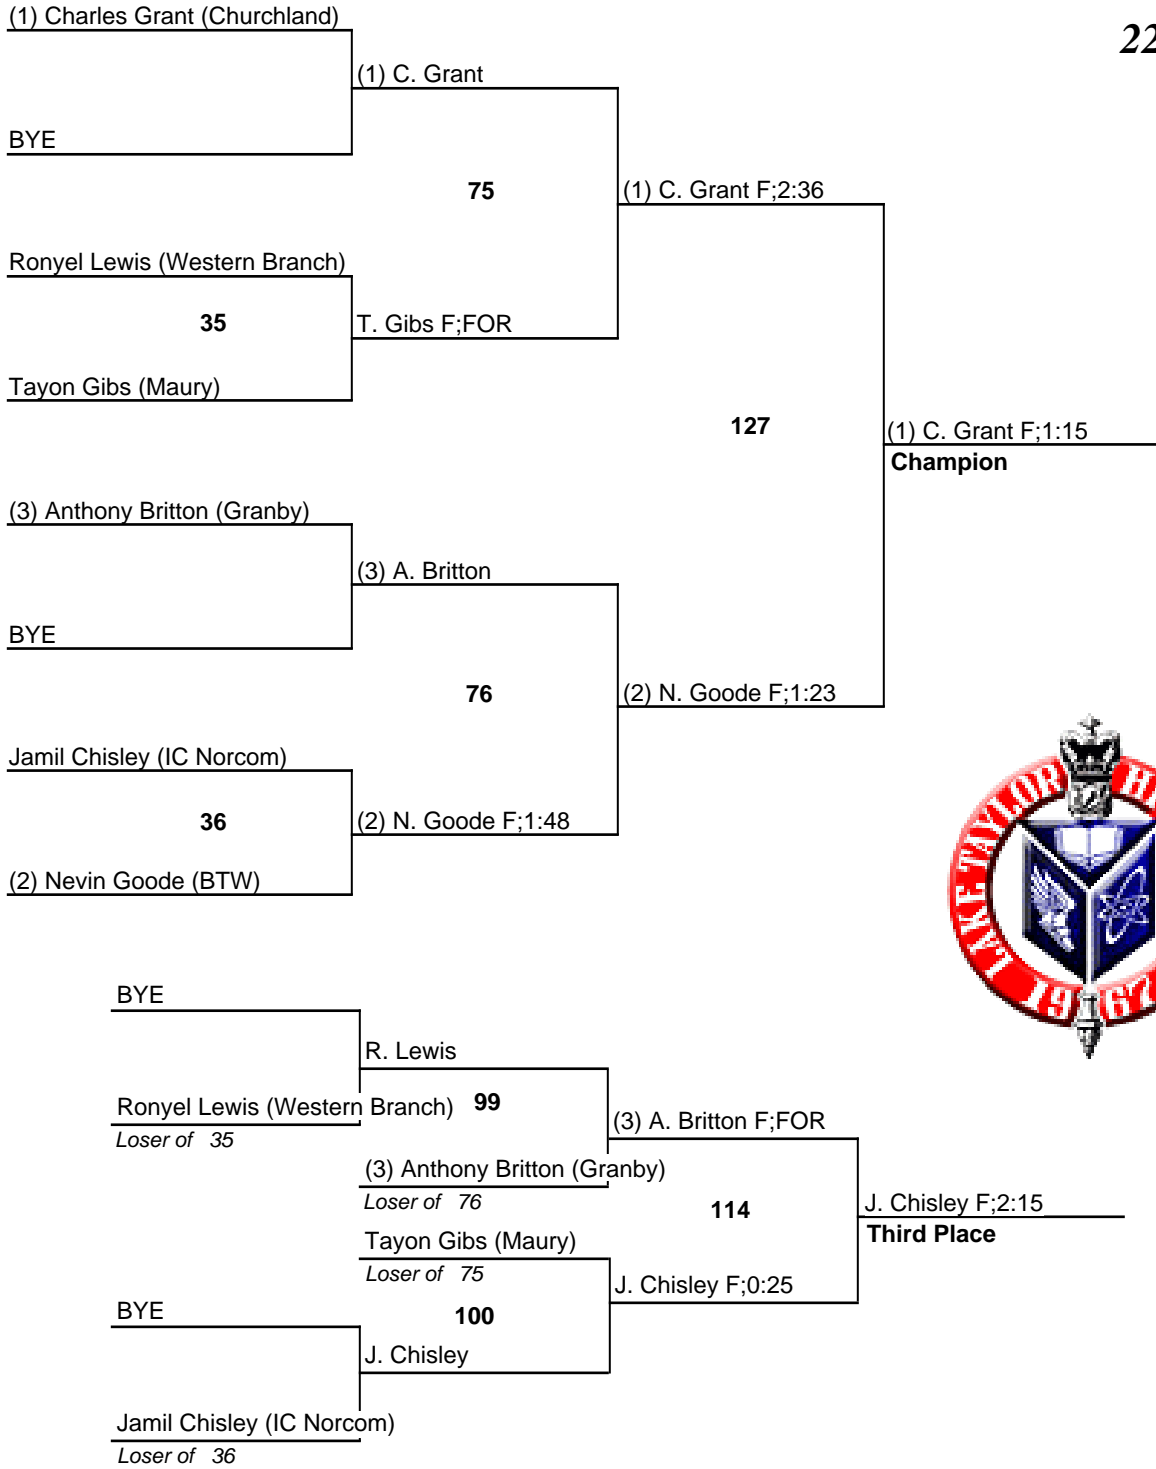 (1) Charles Grant (Churchland)
22
(1) C. Grant
BYE
75
(1) C. Grant F;2:36
Ronyel Lewis (Western Branch)
35
T. Gibs F;FOR
Tayon Gibs (Maury)
127
(1) C. Grant F;1:15
Champion
(3) Anthony Britton (Granby)
(3) A. Britton
BYE
76
(2) N. Goode F;1:23
Jamil Chisley (IC Norcom)
36
(2) N. Goode F;1:48
(2) Nevin Goode (BTW)
LAKE TAYLOR HI
1967
BYE
R. Lewis
Ronyel Lewis (Western Branch)
99
Loser of 35
(3) A. Britton F;FOR
(3) Anthony Britton (Granby)
Loser of 76
114
J. Chisley F;2:15
Third Place
Tayon Gibs (Maury)
Loser of 75
J. Chisley F;0:25
BYE
100
J. Chisley
Jamil Chisley (IC Norcom)
Loser of 36